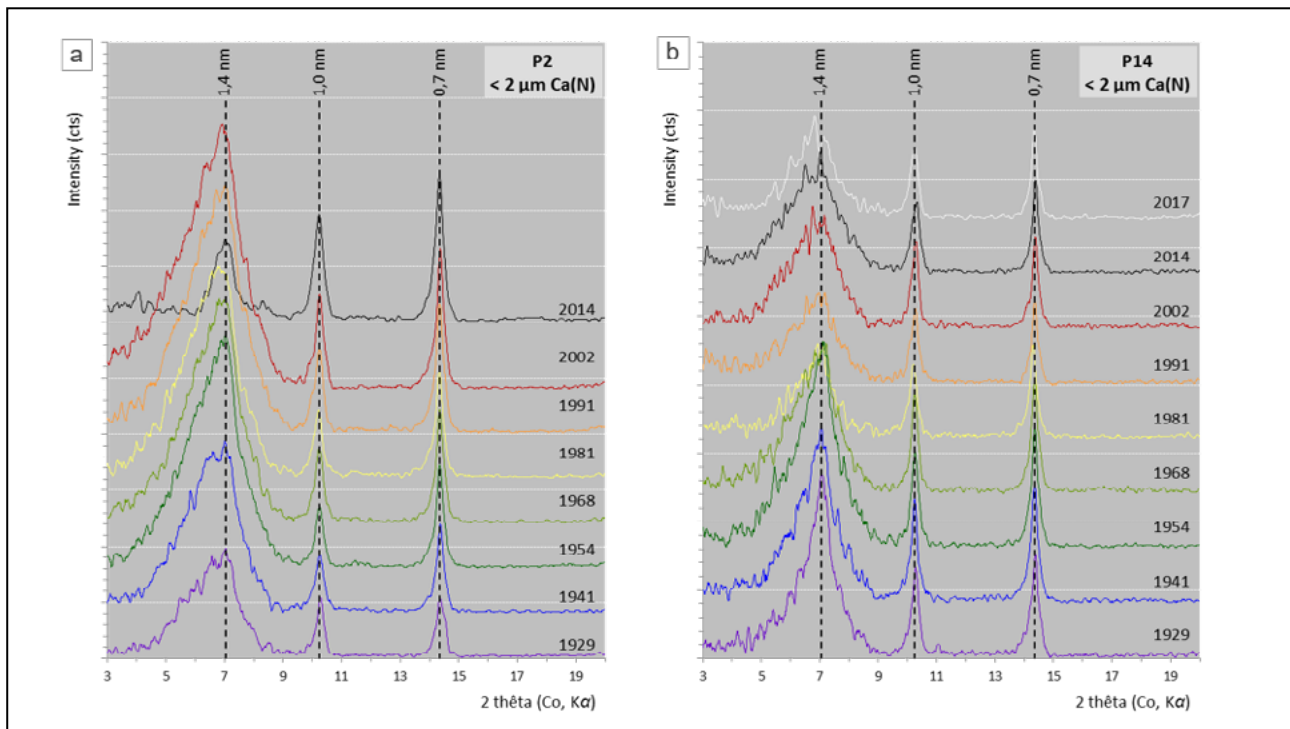 a
P2
< 2 µm Ca(N)
1,4 nm
1,0 nm
0,7 nm
Intensity (cts)
2014
2002
1991
1981
1968
1954
1941
1929
3 5 7 9 11 13 15 17 19
2 thêta (Co, Kα)
b
P14
< 2 µm Ca(N)
1,4 nm
1,0 nm
0,7 nm
Intensity (cts)
2017
2014
2002
1991
1981
1968
1954
1941
1929
3 5 7 9 11 13 15 17 19
2 thêta (Co, Kα)